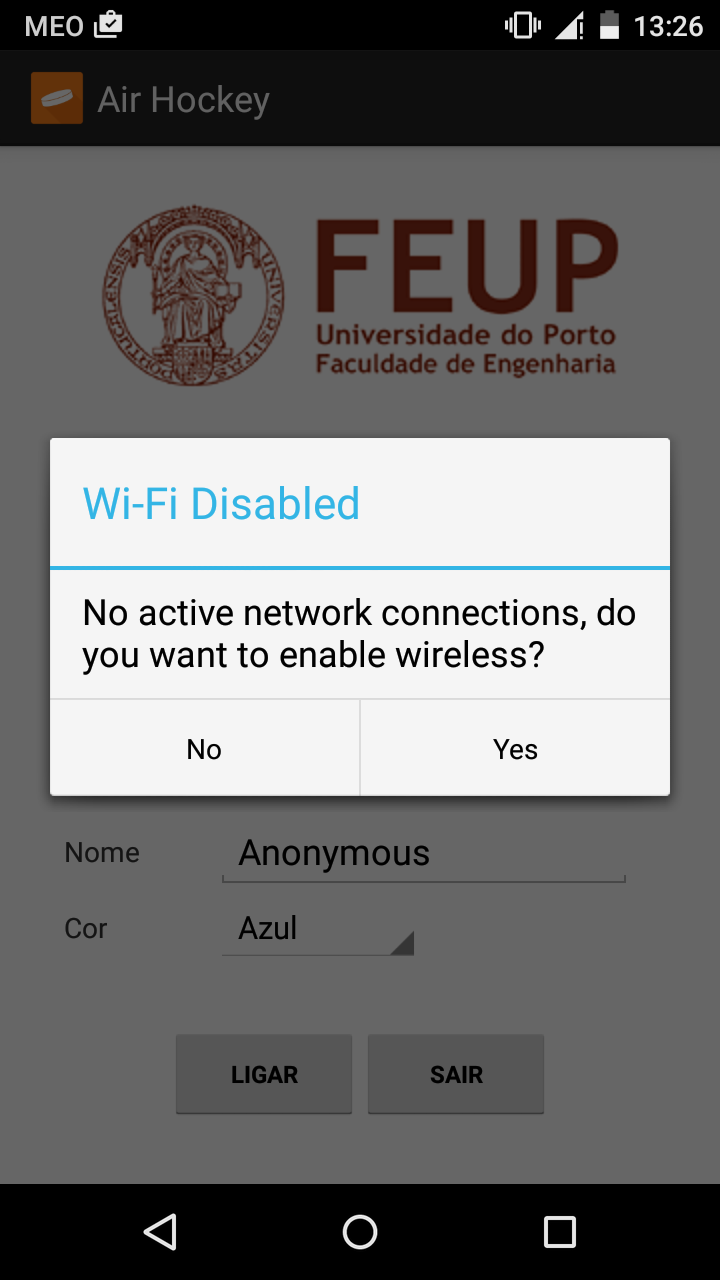 MEO
13:26
Air Hockey
FEUP
Universidade do Porto
Faculdade de Engenharia
Wi-Fi Disabled
No active network connections, do
you want to enable wireless?
No
Yes
Nome
Anonymous
Cor
Azul
LIGAR
SAIR